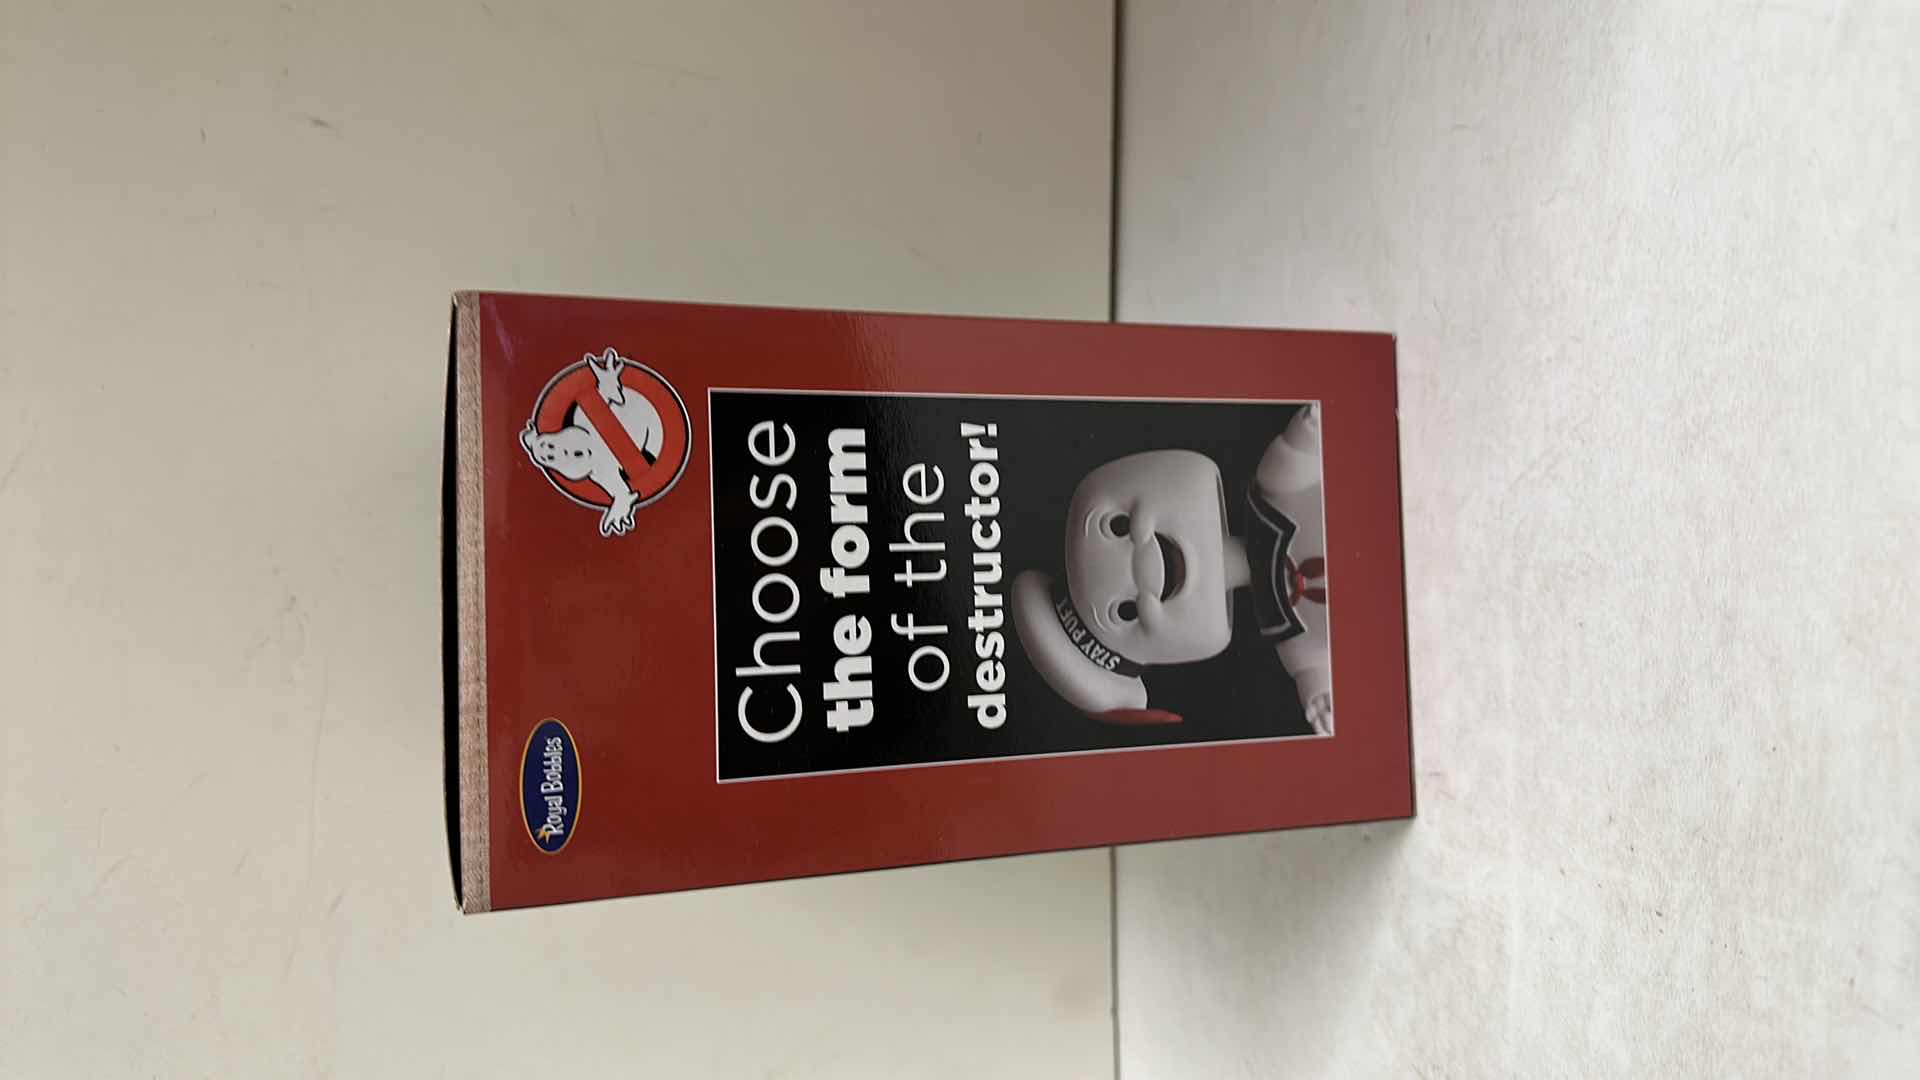 Royal Bobbles
Choose
the form
of the
destructor!
STAY PUFT